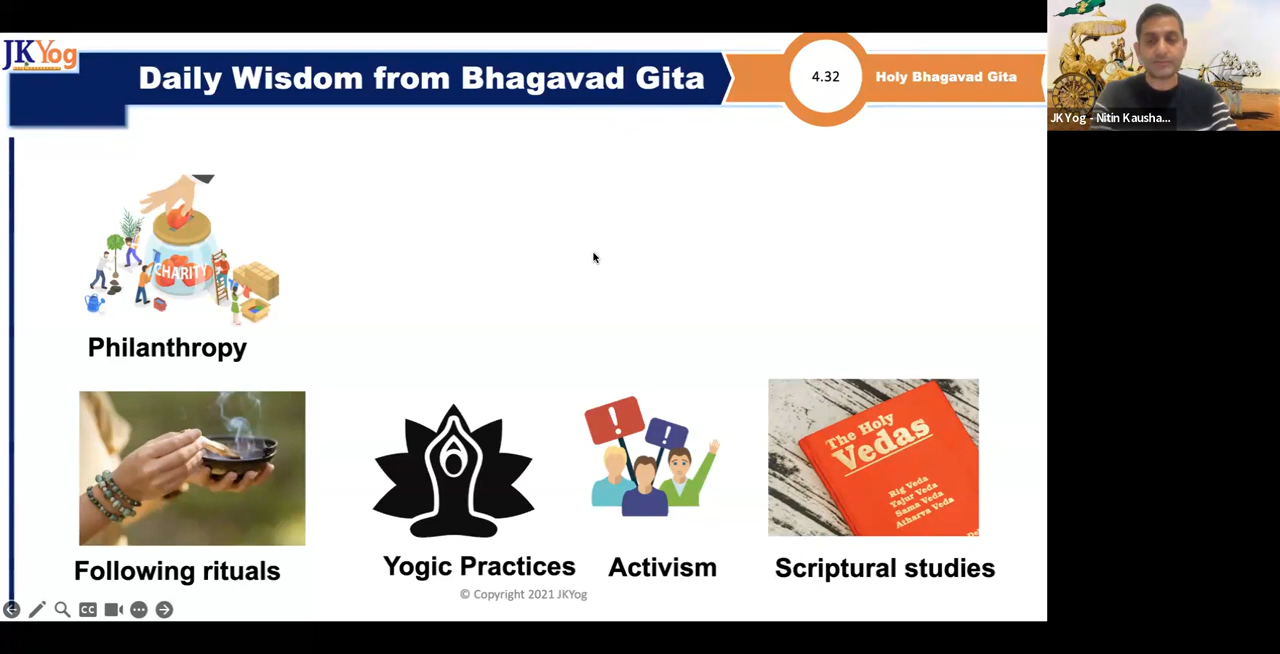 JKYog
Daily Wisdom from Bhagavad Gita
4.32
Holy Bhagavad Gita
JKYog - Nitin Kausha...
CHARITY
Philanthropy
The Holy
Vedas
Rig Veda
Yajur Veda
Sama Veda
Atharva Veda
Following rituals
Yogic Practices
Activism
Scriptural studies
© Copyright 2021 JKYog
CC